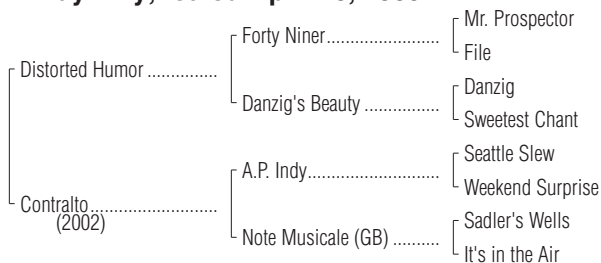 Mr. Prospector
Forty Niner
File
Distorted Humor
Danzig
Danzig's Beauty
Sweetest Chant
Seattle Slew
A.P. Indy
Weekend Surprise
Contralto
(2002)
Sadler's Wells
Note Musicale (GB)
It's in the Air